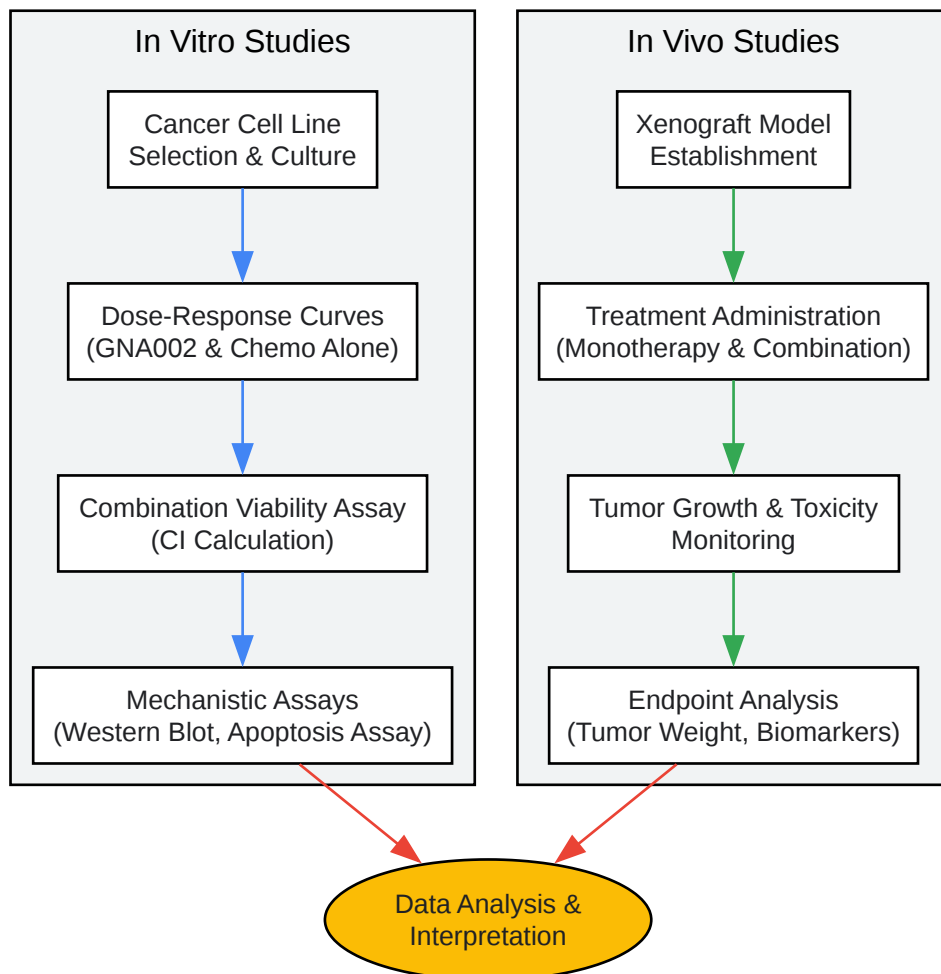 In Vitro Studies
Cancer Cell Line
Selection & Culture
Dose-Response Curves
(GNA002 & Chemo Alone)
Combination Viability Assay
(CI Calculation)
Mechanistic Assays
(Western Blot, Apoptosis Assay)
In Vivo Studies
Xenograft Model
Establishment
Treatment Administration
(Monotherapy & Combination)
Tumor Growth & Toxicity
Monitoring
Endpoint Analysis
(Tumor Weight, Biomarkers)
Data Analysis &
Interpretation